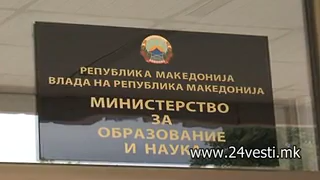 РЕПУБЛИКА МАКЕДОНИЈА
ВЛАДА НА РЕПУБЛИКА МАКЕДОНИЈА
МИНИСТЕРСТВО
ЗА
ОБРАЗОВАНИЕ
И НАУКА
www.24vesti.mk